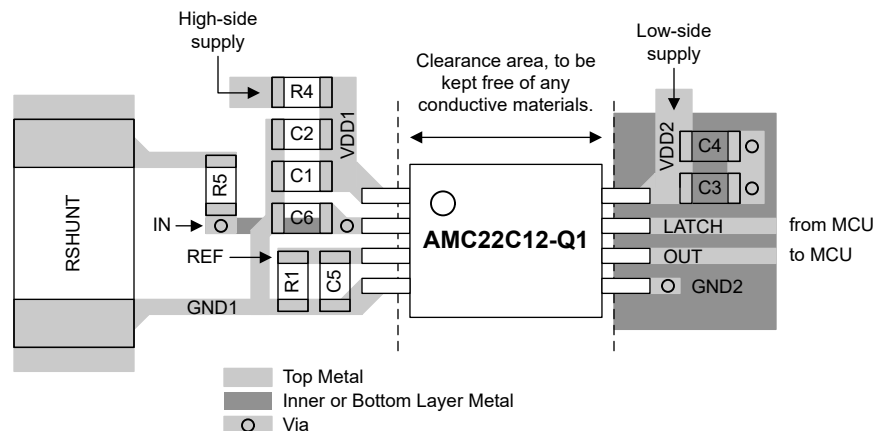 High-side
supply
Clearance area, to be
kept free of any
conductive materials.
Low-side
supply
R4
C2
VDD1
C1
C6
R5
IN
REF
R1
C5
RSHUNT
GND1
AMC22C12-Q1
VDD2
C4
C3
LATCH
from MCU
OUT
to MCU
GND2
Top Metal
Inner or Bottom Layer Metal
Via